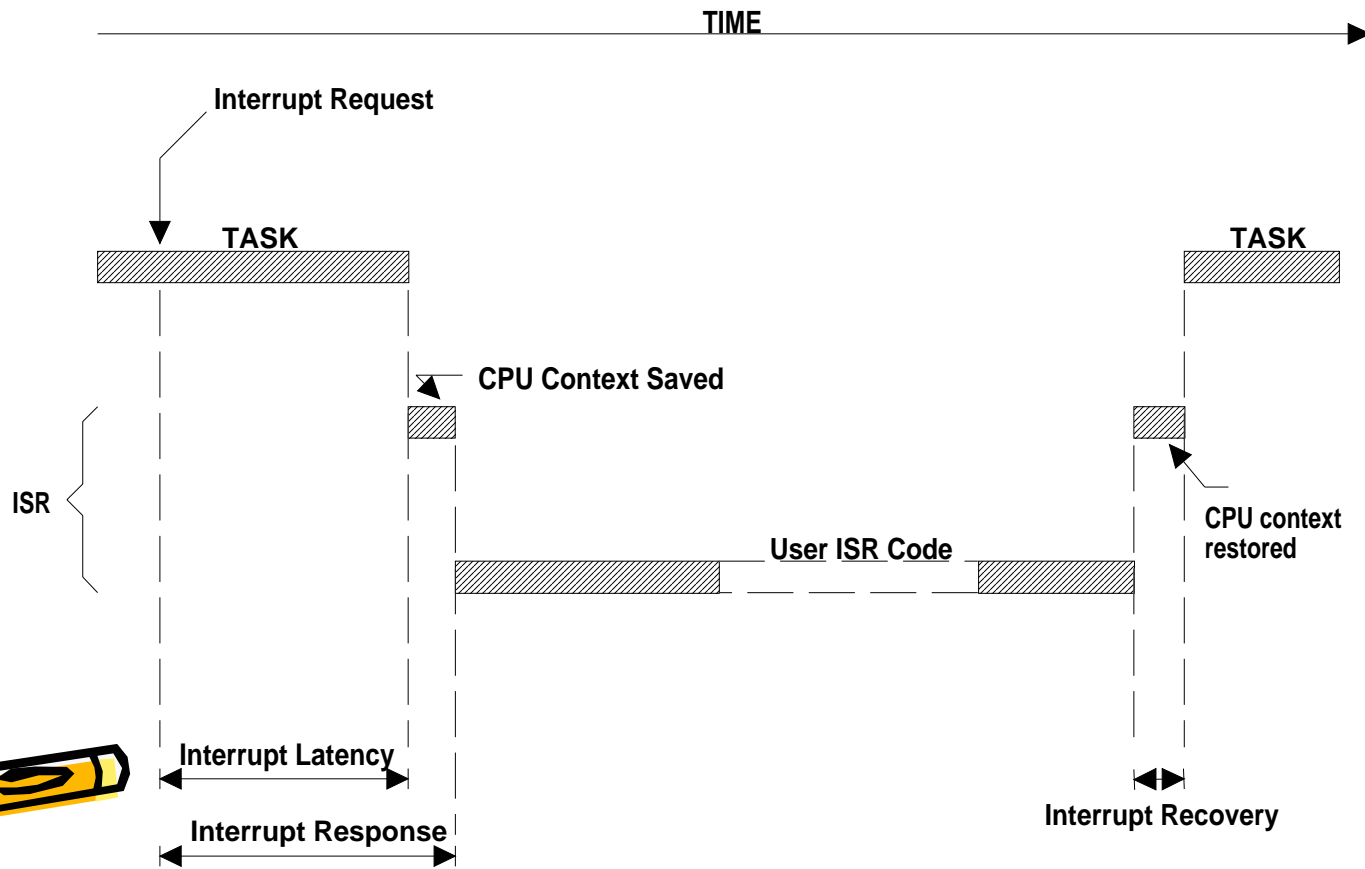 TIME
Interrupt Request
TASK
TASK
CPU Context Saved
ISR
CPU context
restored
User ISR Code
Interrupt Latency
Interrupt Recovery
Interrupt Response